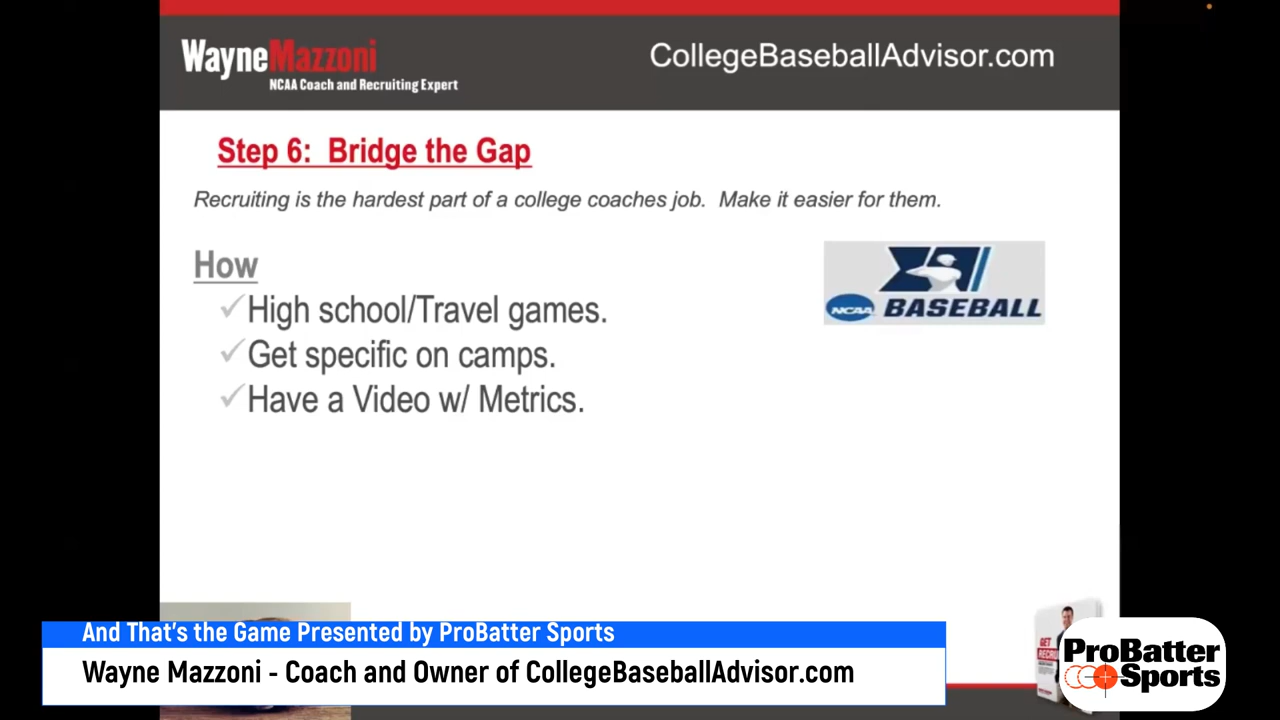 WayneMazzoni
NCAA Coach and Recruiting Expert
CollegeBaseballAdvisor.com
Step 6: Bridge the Gap
Recruiting is the hardest part of a college coaches job. Make it easier for them.
How
High school/Travel games.
Get specific on camps.
Have a Video w/ Metrics.
NCAA BASEBALL
GET
And That's the Game Presented by ProBatter Sports
Wayne Mazzoni - Coach and Owner of CollegeBaseballAdvisor.com
ProBatter
Sports